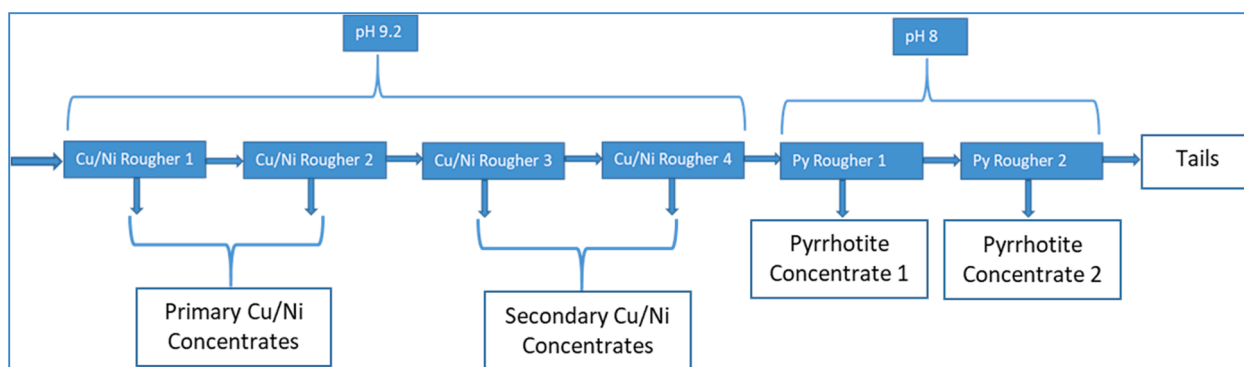 pH 9.2
pH 8
Cu/Ni Rougher 1
Cu/Ni Rougher 2
Cu/Ni Rougher 3
Cu/Ni Rougher 4
Py Rougher 1
Py Rougher 2
Tails
Primary Cu/Ni
Concentrates
Secondary Cu/Ni
Concentrates
Pyrrhotite
Concentrate 1
Pyrrhotite
Concentrate 2